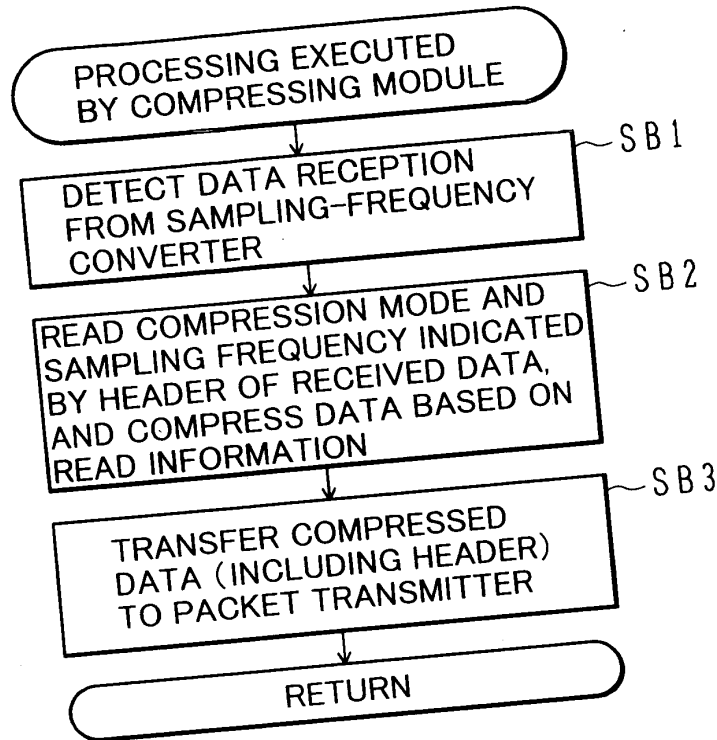 PROCESSING EXECUTED
BY COMPRESSING MODULE
SB1
DETECT DATA RECEPTION
FROM SAMPLING-FREQUENCY
CONVERTER
SB2
READ COMPRESSION MODE AND
SAMPLING FREQUENCY INDICATED
BY HEADER OF RECEIVED DATA,
AND COMPRESS DATA BASED ON
READ INFORMATION
SB3
TRANSFER COMPRESSED
DATA (INCLUDING HEADER)
TO PACKET TRANSMITTER
RETURN